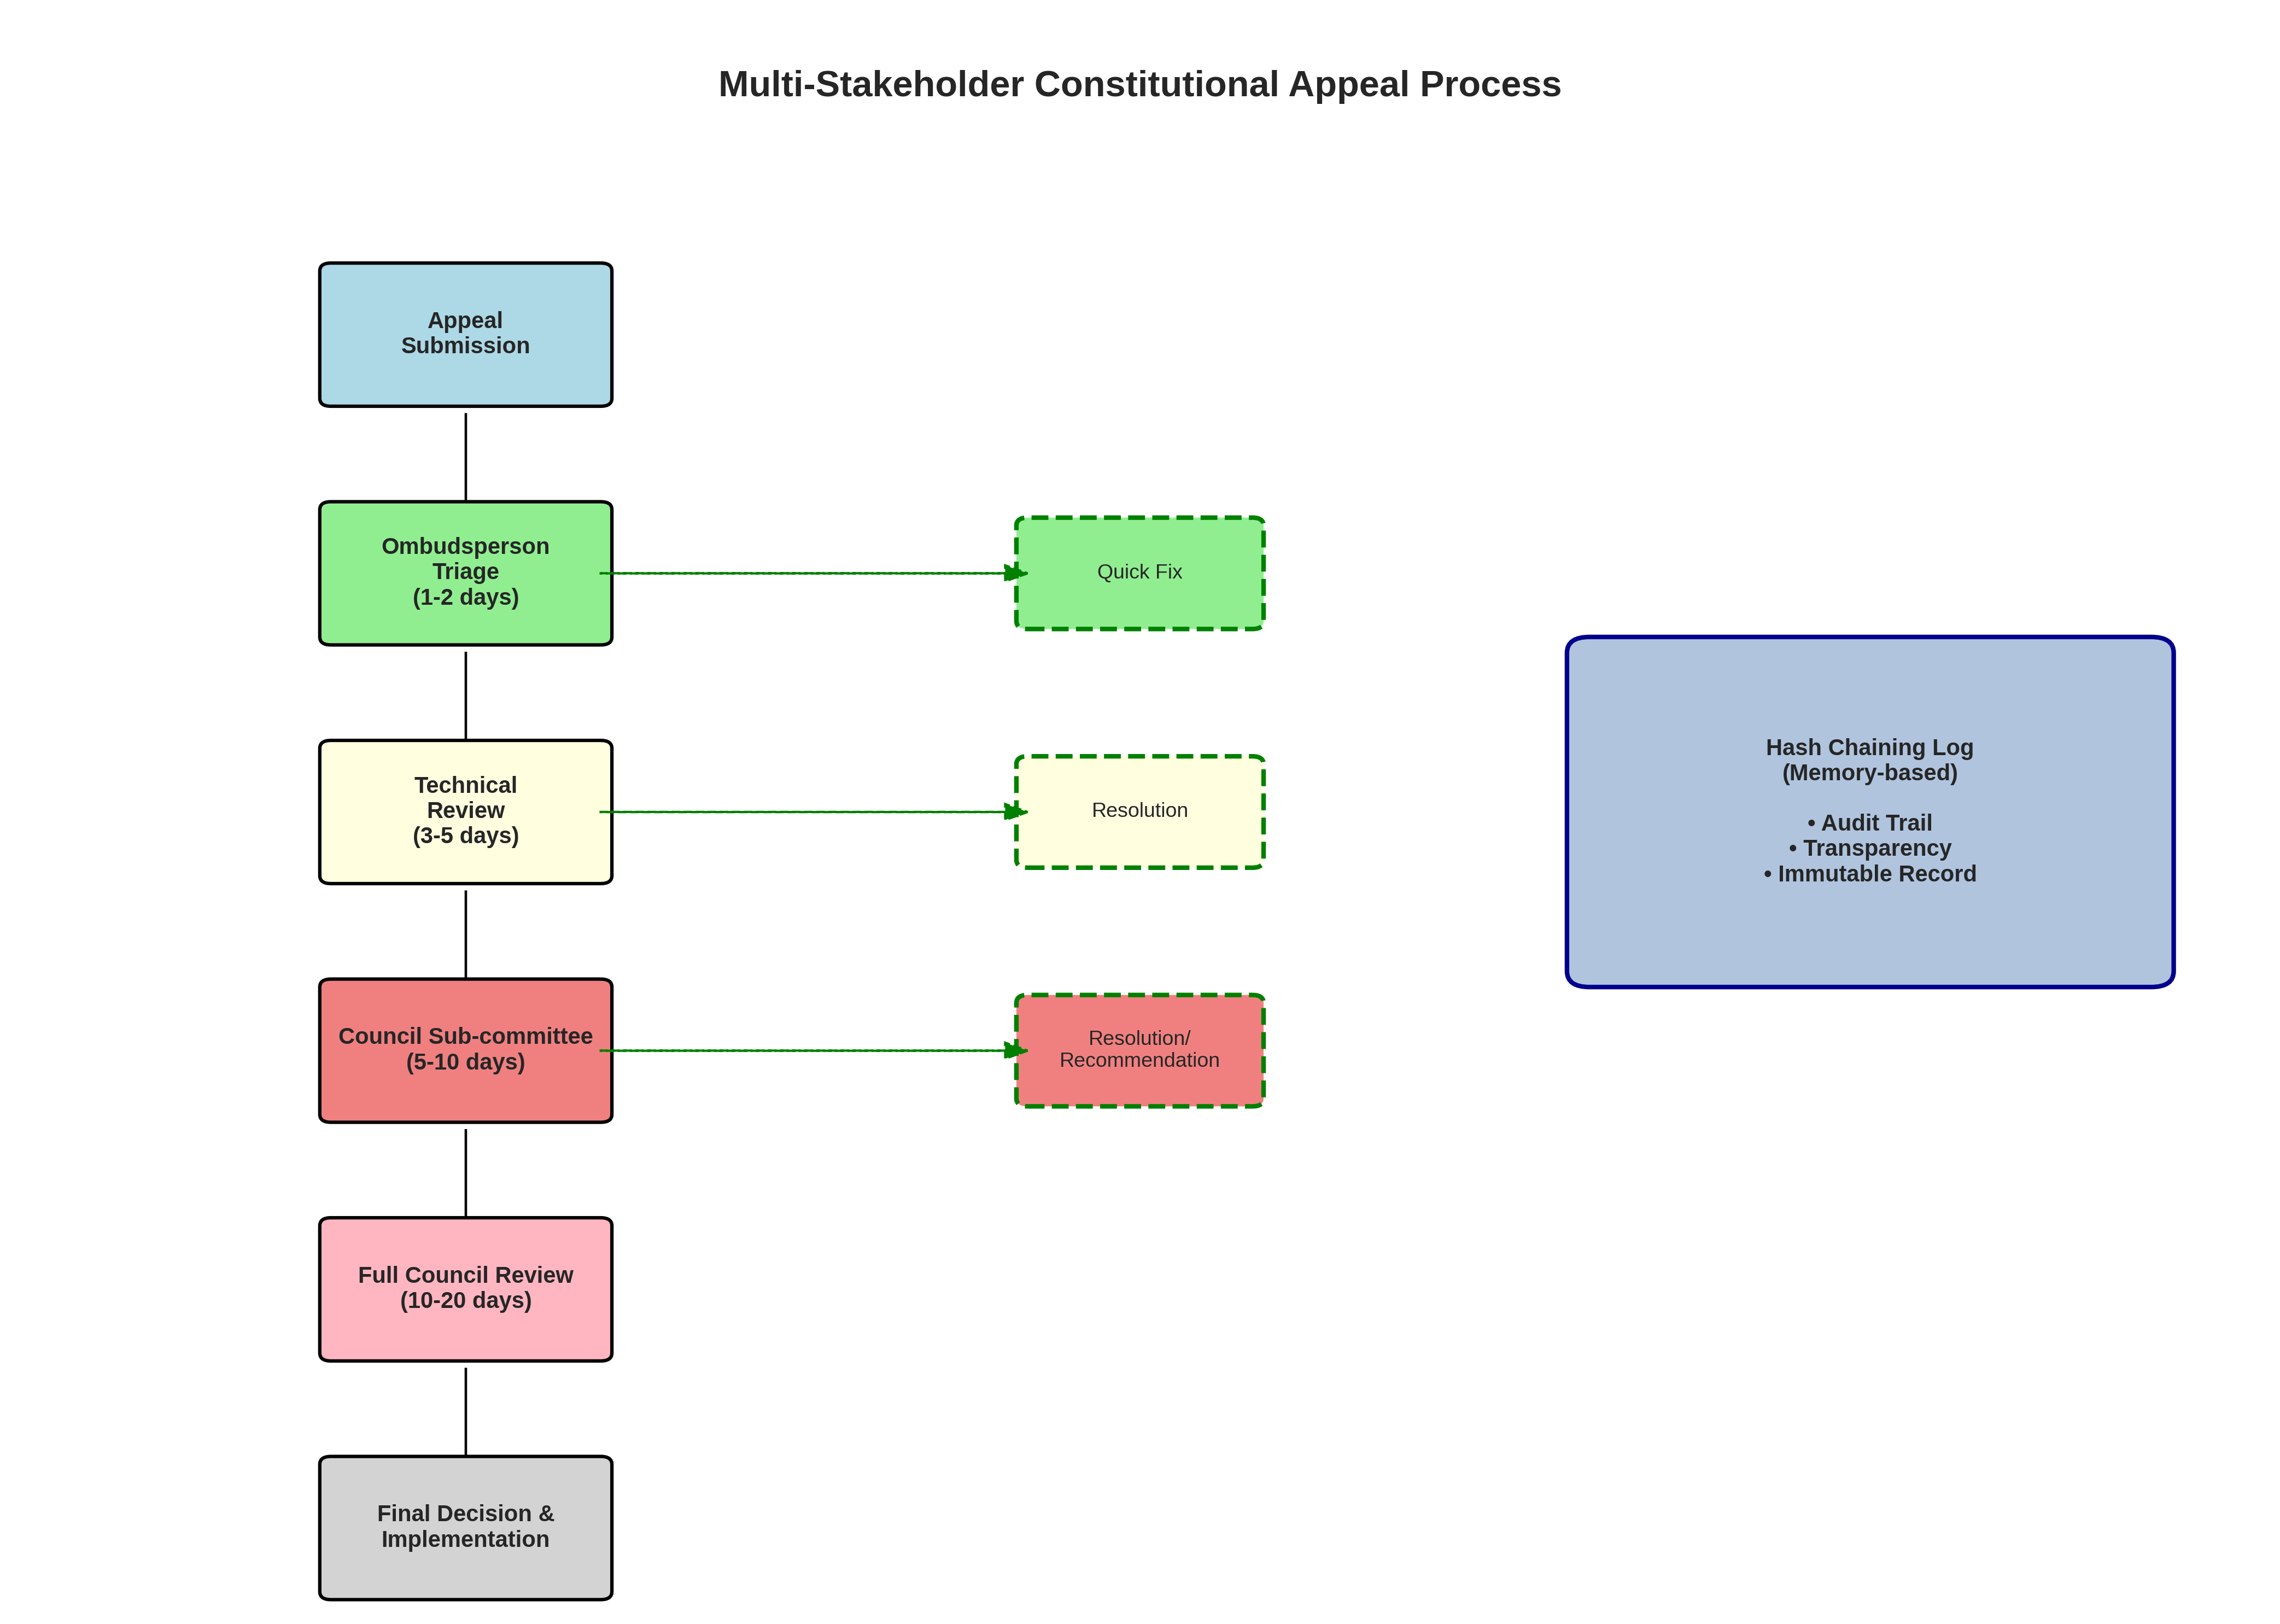 Multi-Stakeholder Constitutional Appeal Process
Appeal
Submission
Ombudsperson
Triage
(1-2 days)
Quick Fix
Technical
Review
(3-5 days)
Resolution
Hash Chaining Log
(Memory-based)
• Audit Trail
• Transparency
• Immutable Record
Council Sub-committee
(5-10 days)
Resolution/
Recommendation
Full Council Review
(10-20 days)
Final Decision &
Implementation